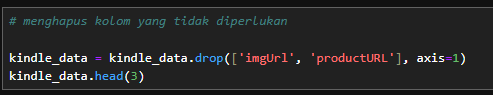 # menghapus kolom yang tidak diperlukan
kindle_data = kindle_data.drop(['imgUrl', 'productURL'], axis=1)
kindle_data.head(3)